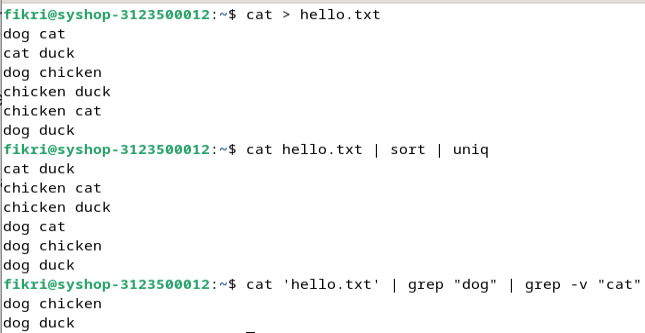 fikri@syshop-3123500012:~$ cat > hello.txt
dog cat
cat duck
dog chicken
chicken duck
chicken cat
dog duck
fikri@syshop-3123500012:~$ cat hello.txt | sort | uniq
cat duck
chicken cat
chicken duck
dog cat
dog chicken
dog duck
fikri@syshop-3123500012:~$ cat 'hello.txt' | grep "dog" | grep -v "cat"
dog chicken
dog duck